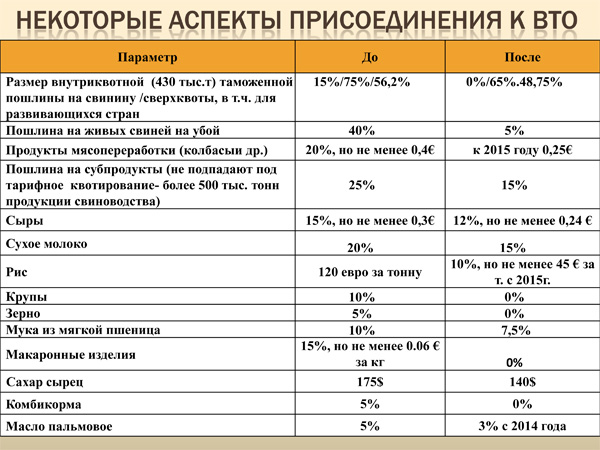 НЕКОТОРЫЕ АСПЕКТЫ ПРИСОЕДИНЕНИЯ К ВТО
Параметр До После
Размер внутриквотной (430 тыс.т) таможенной 15%/75%/56,2% 0%/65%.48,75%
пошлины на свинину /сверхквоты, в т.ч. для
развивающихся стран
Пошлина на живых свиней на убой 40% 5%
Продукты мясопереработки (колбасыи др.) 20%, но не менее 0,4€ к 2015 году 0,25€
Пошлина на субпродукты (не подпадают под
тарифное квотирование- более 500 тыс. тонн 25% 15%
продукции свиноводства)
Сыры 15%, но не менее 0,3€ 12%, но не менее 0,24 €
Сухое молоко 20% 15%
Рис 120 евро за тонну 10%, но не менее 45 € за
т. с 2015г.
Крупы 10% 0%
Зерно 5% 0%
Мука из мягкой пшеница 10% 7,5%
Макаронные изделия 15%, но не менее 0.06 € 0%
за кг
Сахар сырец 175$ 140$
Комбикорма 5% 0%
Масло пальмовое 5% 3% с 2014 года